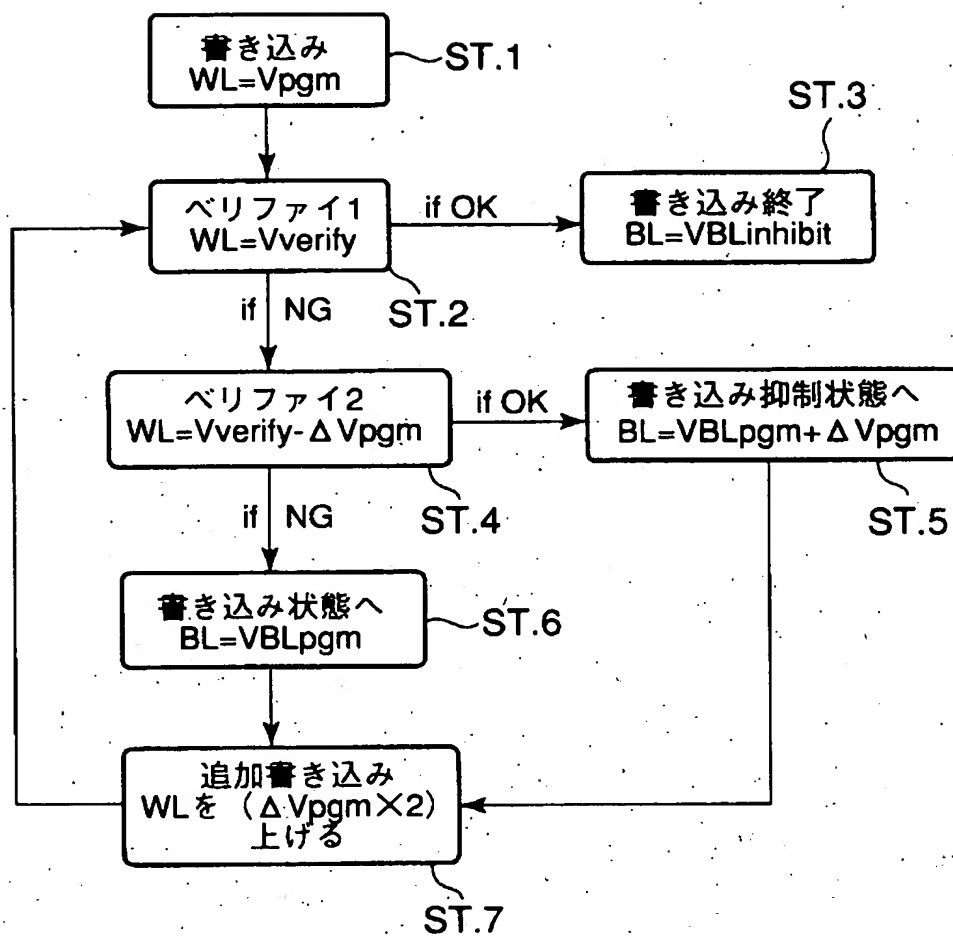 書き込み
WL=Vpgm
ST.1
ST.3
ベリファイ1
WL=Vverify
if OK
書き込み終了
BL=VBLinhibit
ST.2
if NG
ベリファイ2
WL=Vverify-ΔVpgm
if OK
書き込み抑制状態へ
BL=VBLpgm+ΔVpgm
ST.4
ST.5
if NG
書き込み状態へ
BL=VBLpgm
ST.6
追加書き込み
WLを（ΔVpgm×2）
上げる
ST.7